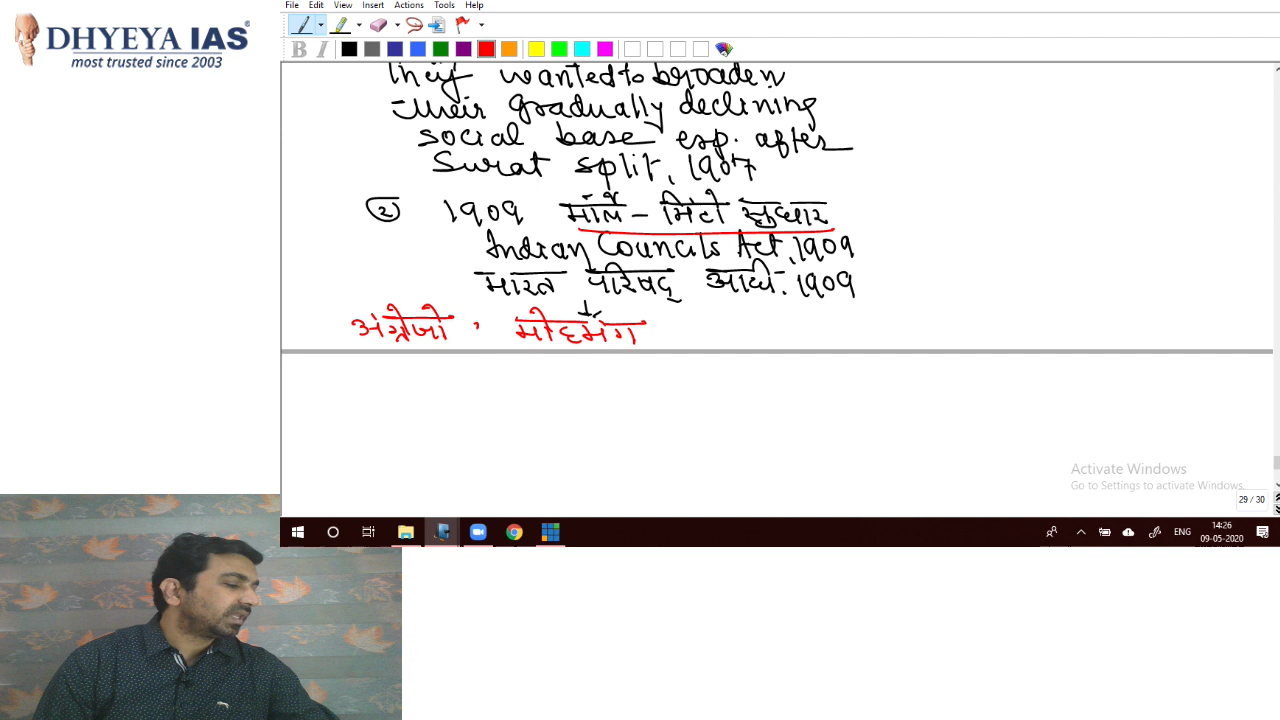 File Edit View Insert Actions Tools Help
DHYEYA IAS®
most trusted since 2003
B I
They wanted to broaden
Their gradually declining
social base esp. after
Surat split, 1907
② 1909 मार्ले - मिंटो सुधार
Indian Councils Act, 1909
भारत परिषद् आधि. 1909
अंग्रेजों, मोहभंग
Activate Windows
Go to Settings to activate Windows.
29 / 30
ENG
14:26
09-05-2020